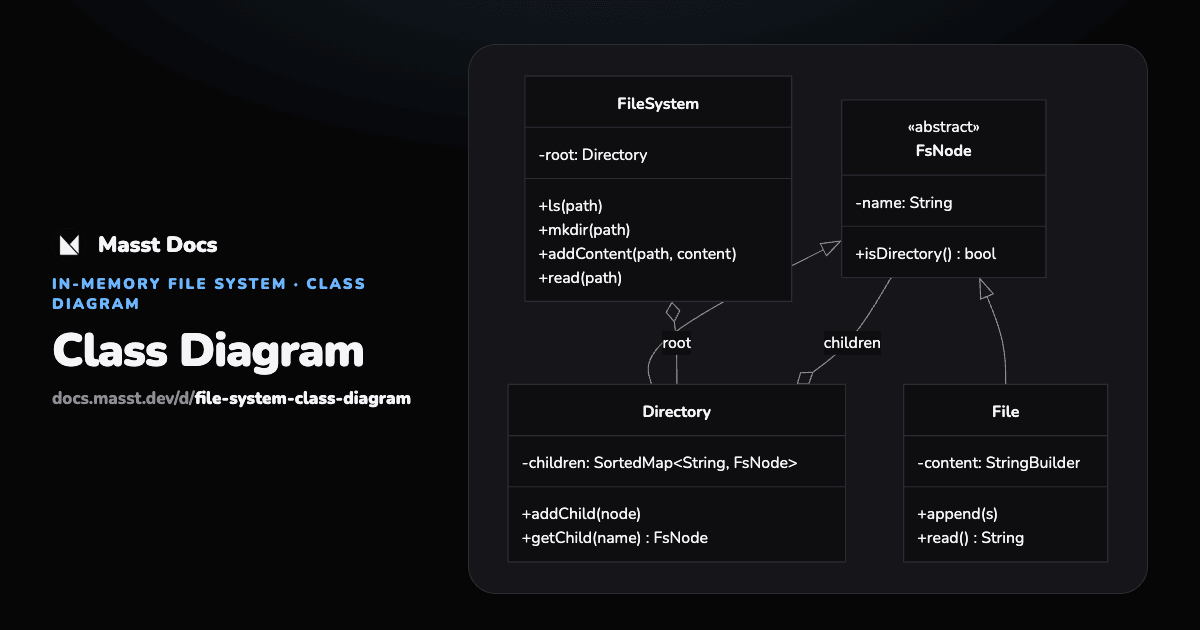 Masst Docs
IN-MEMORY FILE SYSTEM · CLASS
DIAGRAM
Class Diagram
docs.masst.dev/d/file-system-class-diagram
FileSystem
-root: Directory
+ls(path)
+mkdir(path)
+addContent(path, content)
+read(path)
«abstract»
FsNode
-name: String
+isDirectory() : bool
root
children
Directory
-children: SortedMap<String, FsNode>
+addChild(node)
+getChild(name) : FsNode
File
-content: StringBuilder
+append(s)
+read() : String